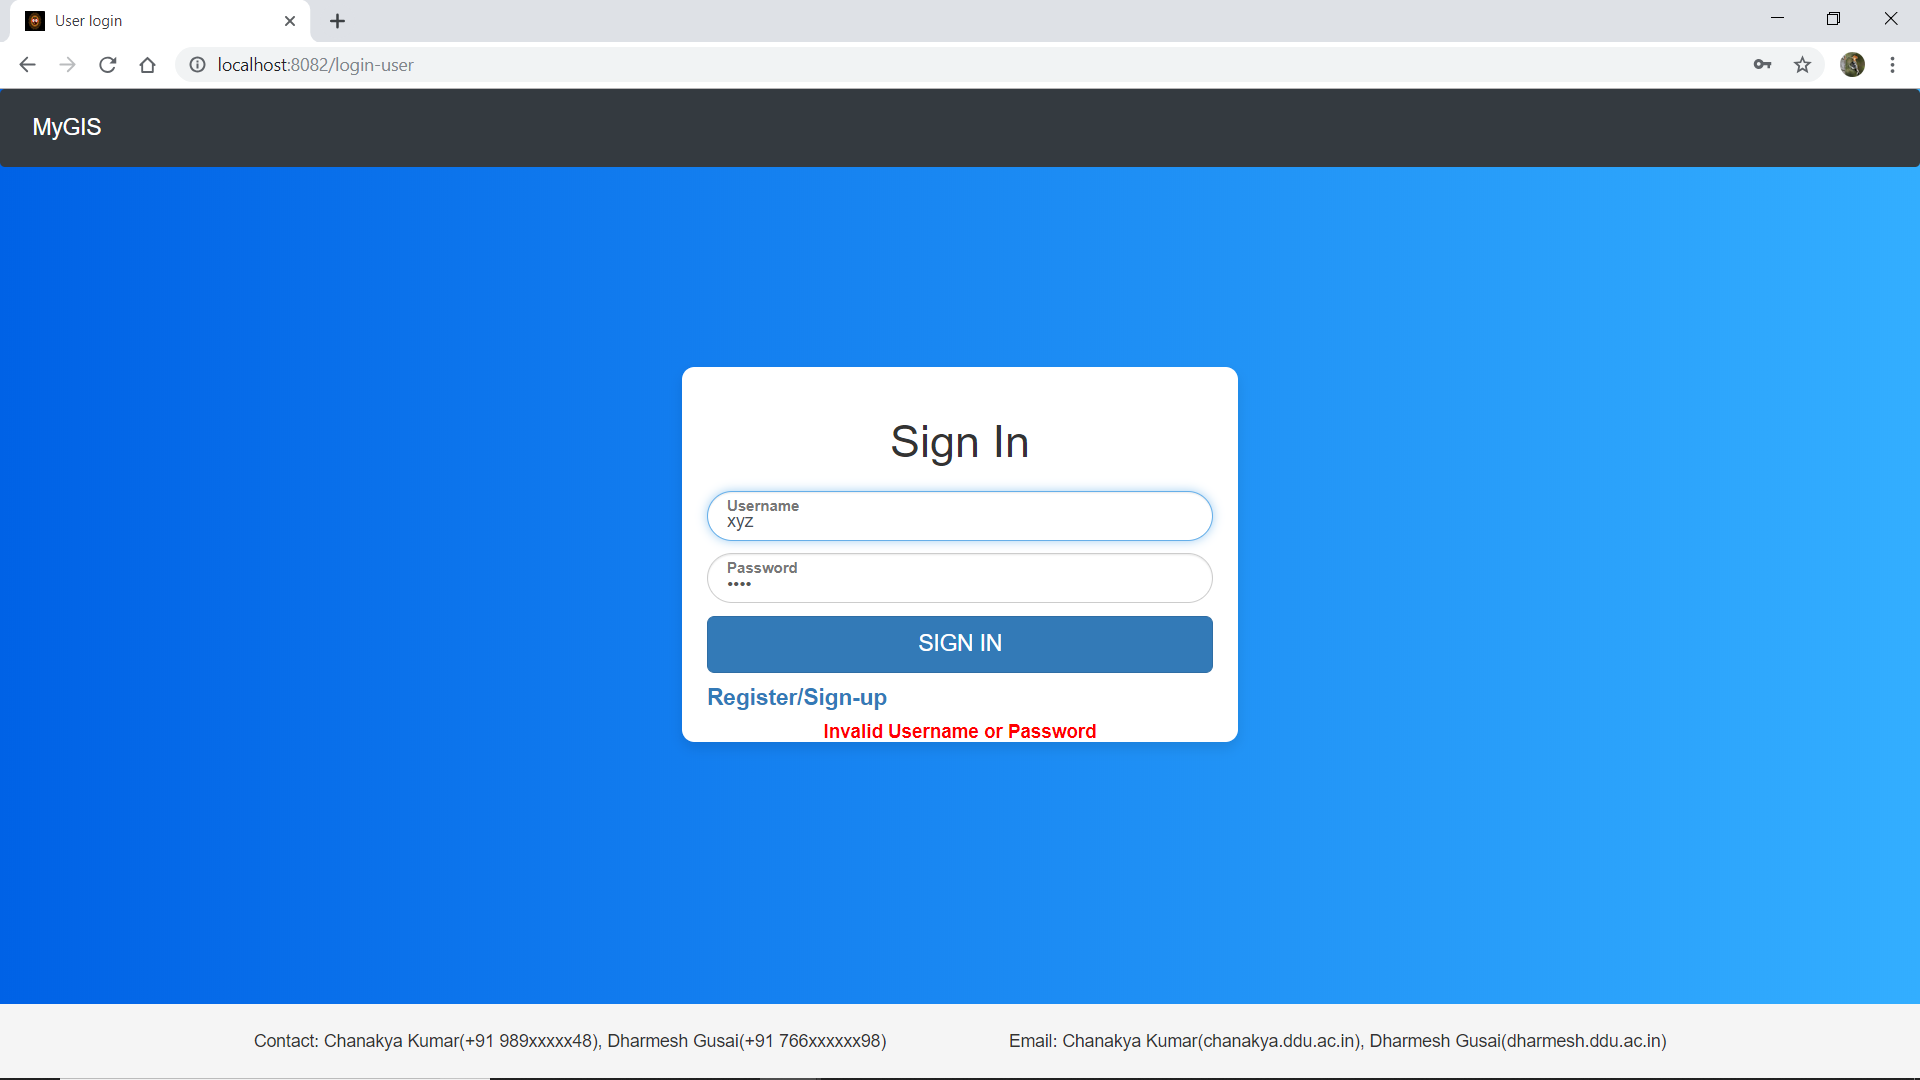 User login
localhost:8082/login-user
MyGIS
Sign In
Username
xyz
Password
••••
SIGN IN
Register/Sign-up
Invalid Username or Password
Contact: Chanakya Kumar(+91 989xxxxx48), Dharmesh Gusai(+91 766xxxxxx98)
Email: Chanakya Kumar(chanakya.ddu.ac.in), Dharmesh Gusai(dharmesh.ddu.ac.in)